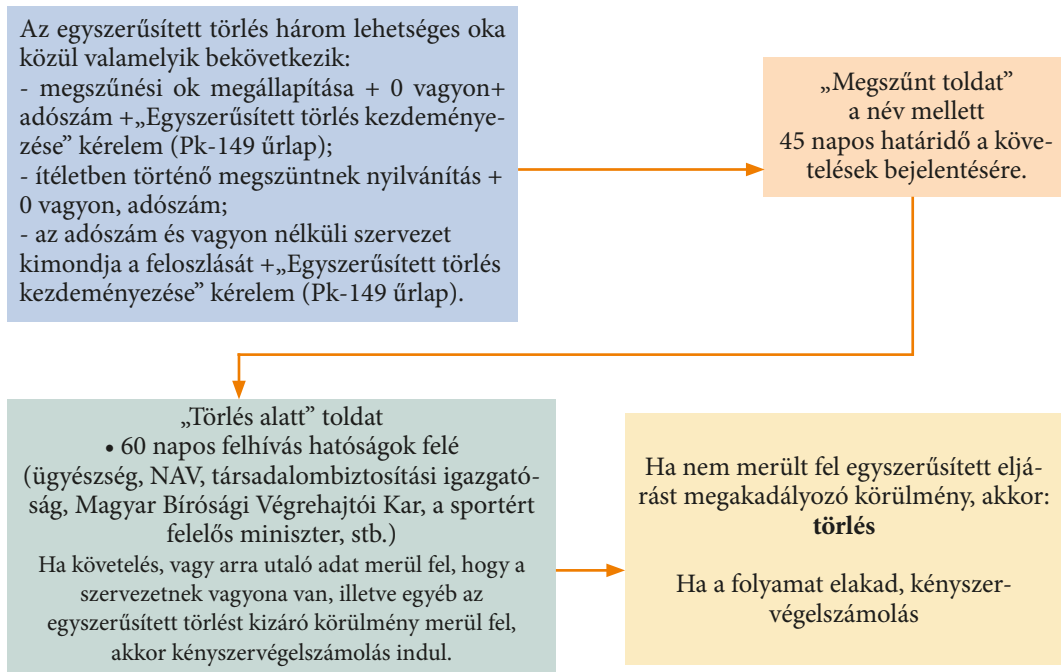 Az egyszerűsített törlés három lehetséges oka
közül valamelyik bekövetkezik:
- megszűnési ok megállapítása + 0 vagyon+
adószám +„Egyszerűsített törlés kezdeménye-
zése” kérelem (Pk-149 űrlap);
- ítéletben történő megszüntnek nyilvánítás +
0 vagyon, adószám;
- az adószám és vagyon nélküli szervezet
kimondja a feloszlását +„Egyszerűsített törlés
kezdeményezése” kérelem (Pk-149 űrlap).
„Megszűnt toldat”
a név mellett
45 napos határidő a köve-
telések bejelentésére.
„Törlés alatt” toldat
• 60 napos felhívás hatóságok felé
(ügyészség, NAV, társadalombiztosítási igazgató-
ság, Magyar Bírósági Végrehajtói Kar, a sportért
felelős miniszter, stb.)
Ha követelés, vagy arra utaló adat merül fel, hogy a
szervezetnek vagyona van, illetve egyéb az
egyszerűsített törlést kizáró körülmény merül fel,
akkor kényszervégelszámolás indul.
Ha nem merült fel egyszerűsített eljá-
rást megakadályozó körülmény, akkor:
törlés
Ha a folyamat elakad, kényszer-
végelszámolás